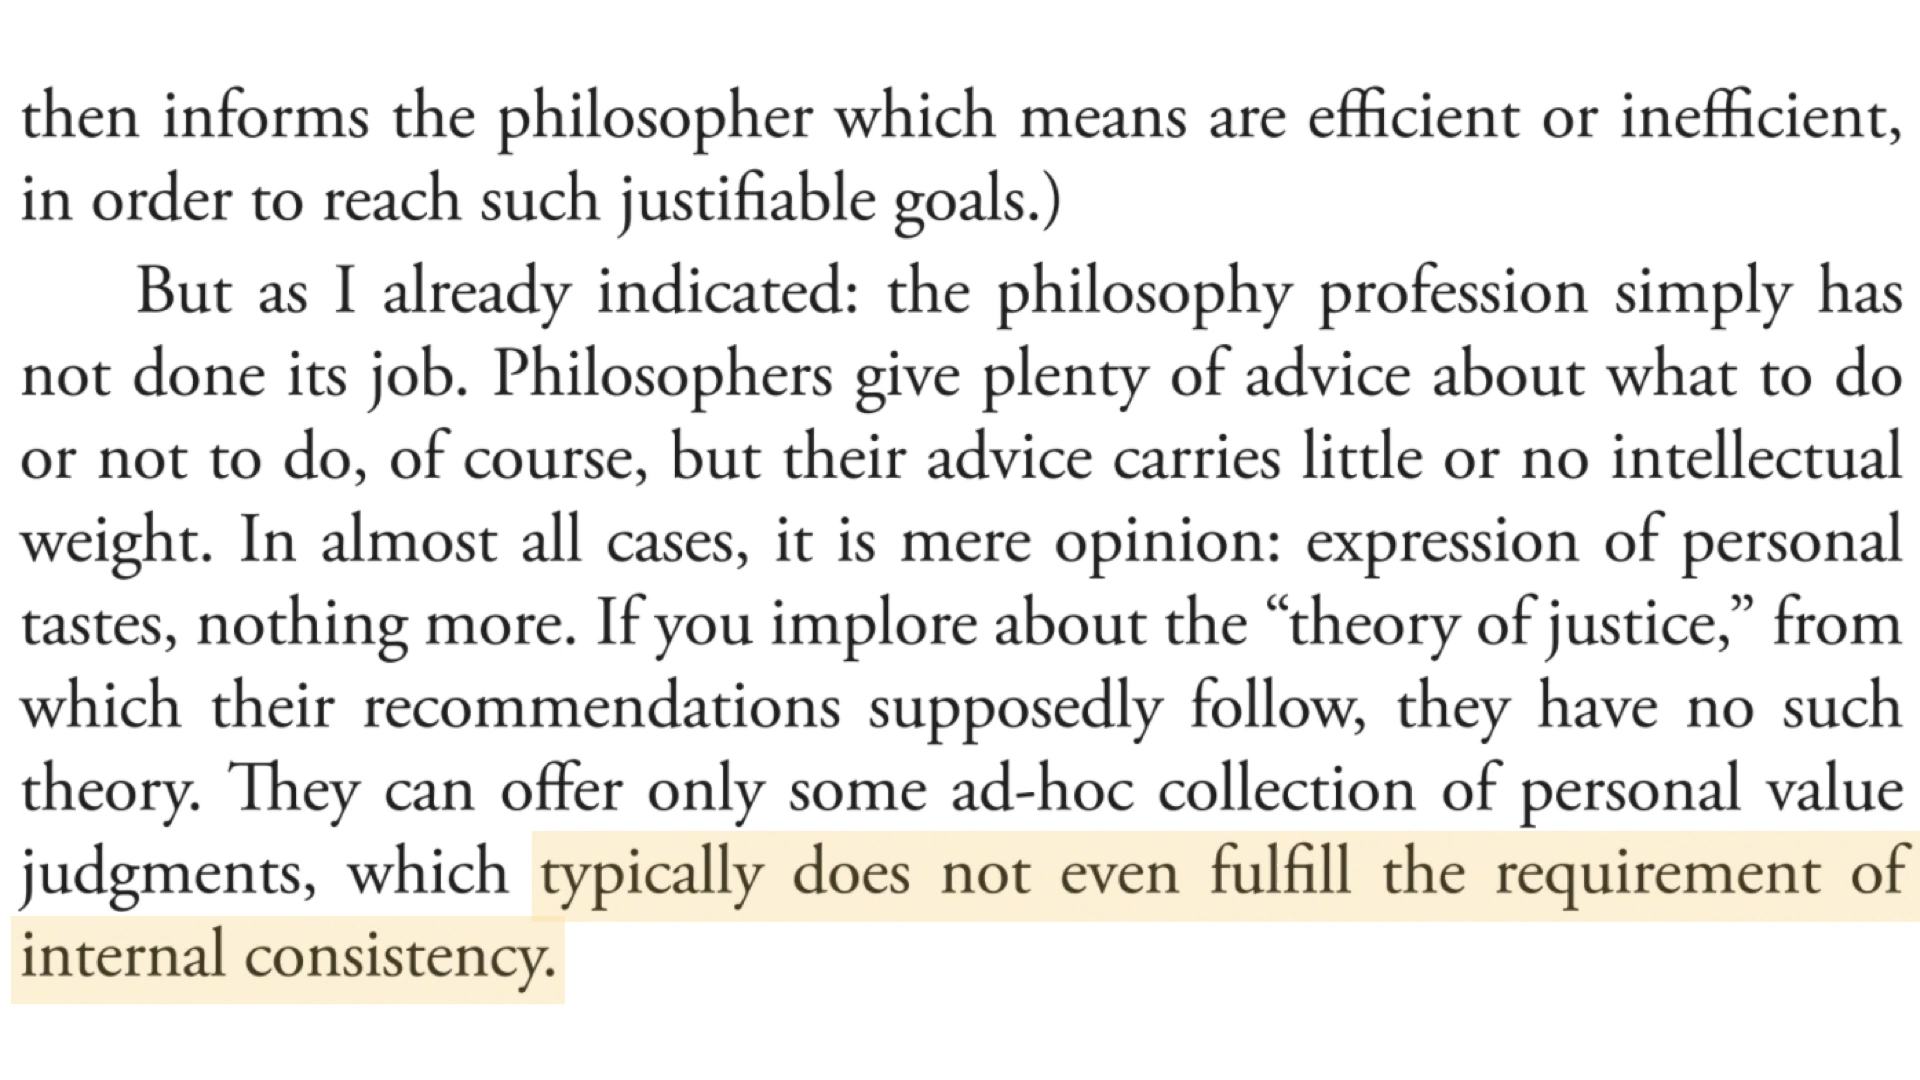 then informs the philosopher which means are efficient or inefficient,
in order to reach such justifiable goals.)
But as I already indicated: the philosophy profession simply has
not done its job. Philosophers give plenty of advice about what to do
or not to do, of course, but their advice carries little or no intellectual
weight. In almost all cases, it is mere opinion: expression of personal
tastes, nothing more. If you implore about the “theory of justice,” from
which their recommendations supposedly follow, they have no such
theory. They can offer only some ad-hoc collection of personal value
judgments, which typically does not even fulfill the requirement of
internal consistency.